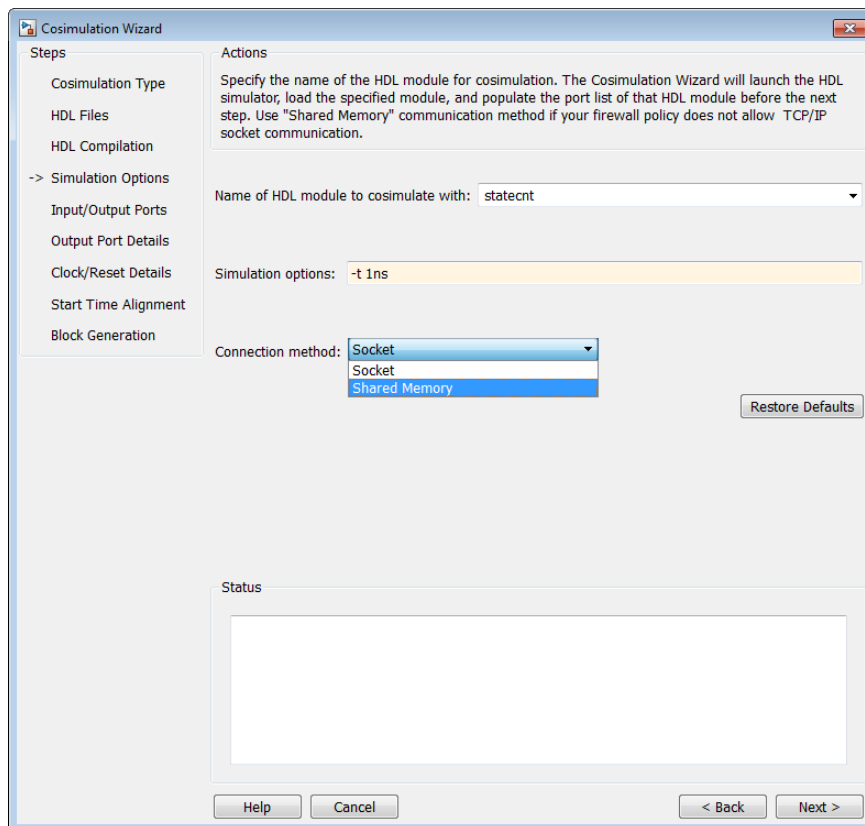 Cosimulation Wizard
Steps
Cosimulation Type
HDL Files
HDL Compilation
-> Simulation Options
Input/Output Ports
Output Port Details
Clock/Reset Details
Start Time Alignment
Block Generation
Actions
Specify the name of the HDL module for cosimulation. The Cosimulation Wizard will launch the HDL
simulator, load the specified module, and populate the port list of that HDL module before the next
step. Use "Shared Memory" communication method if your firewall policy does not allow TCP/IP
socket communication.
Name of HDL module to cosimulate with: statecnt
Simulation options: -t 1ns
Connection method: Socket
Socket
Shared Memory
Restore Defaults
Status
Help Cancel < Back Next >